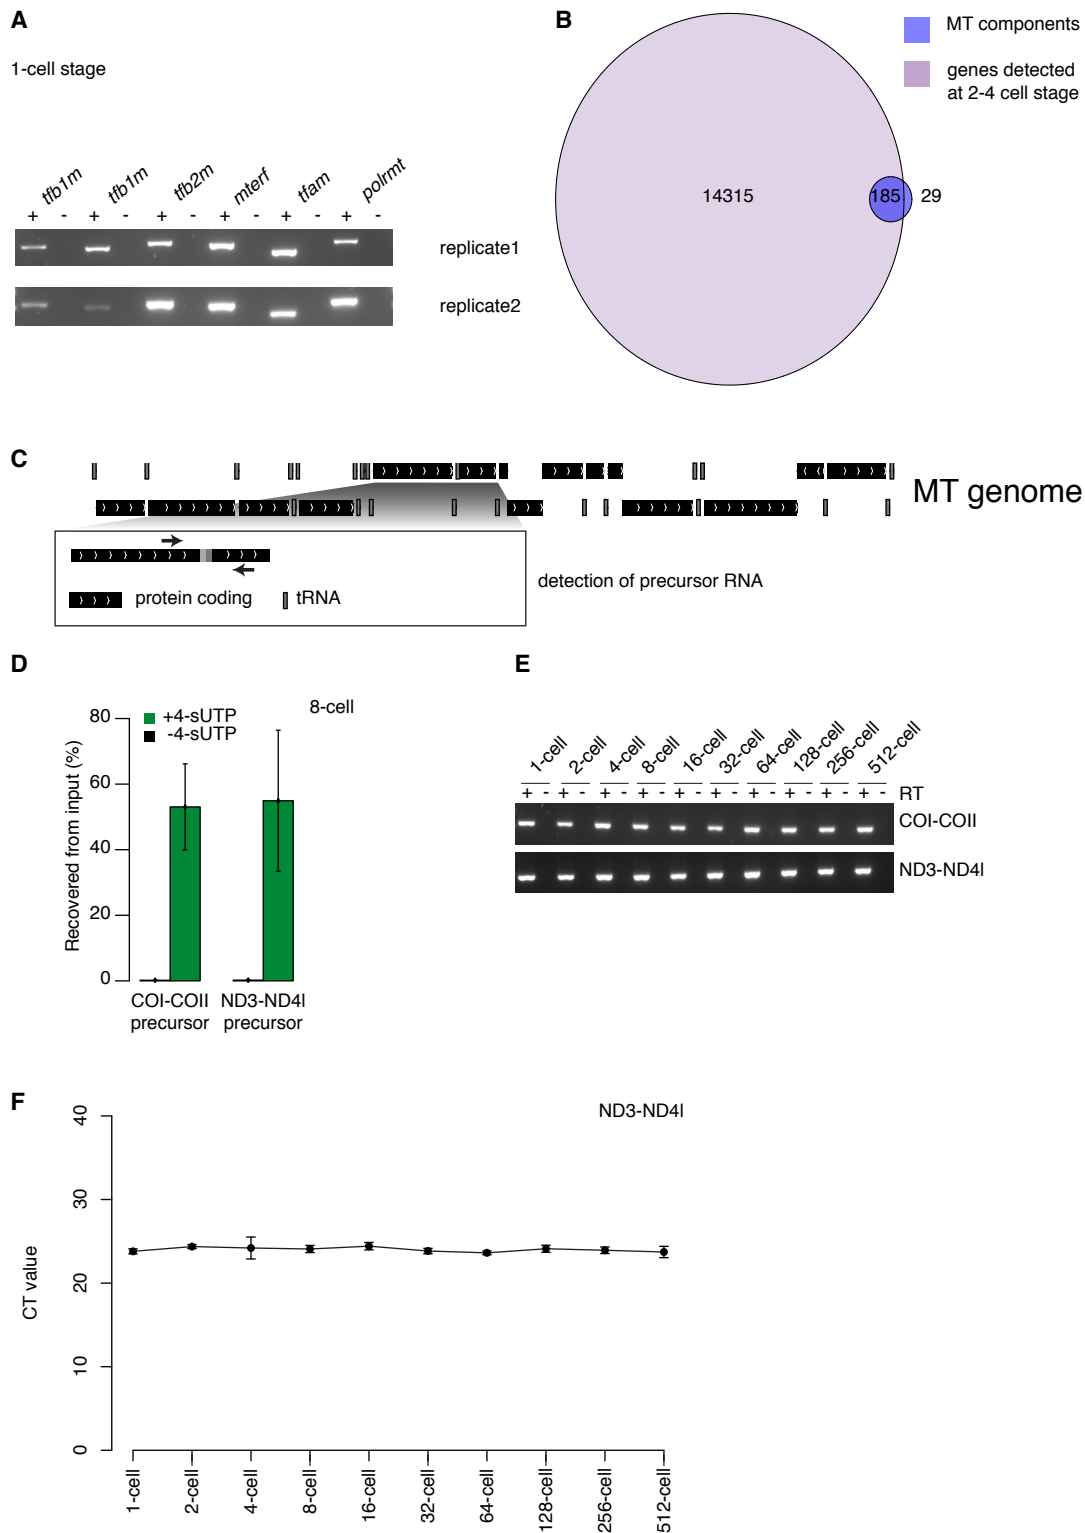 A
1-cell stage
tfb1m
tfb1m
tfb2m
mterf
tfam
polrmt
+ - + - + - + - + - + -
replicate1
replicate2
B
MT components
genes detected
at 2-4 cell stage
14315
185
29
C
MT genome
detection of precursor RNA
protein coding
tRNA
D
8-cell
+4-sUTP
-4-sUTP
Recovered from input (%)
80
60
40
20
0
COI-COII
precursor
ND3-ND4l
precursor
E
1-cell
2-cell
4-cell
8-cell
16-cell
32-cell
64-cell
128-cell
256-cell
512-cell
+ - + - + - + - + - + - + - + - + - + - RT
COI-COII
ND3-ND4l
F
ND3-ND4l
CT value
40
30
20
10
0
1-cell
2-cell
4-cell
8-cell
16-cell
32-cell
64-cell
128-cell
256-cell
512-cell